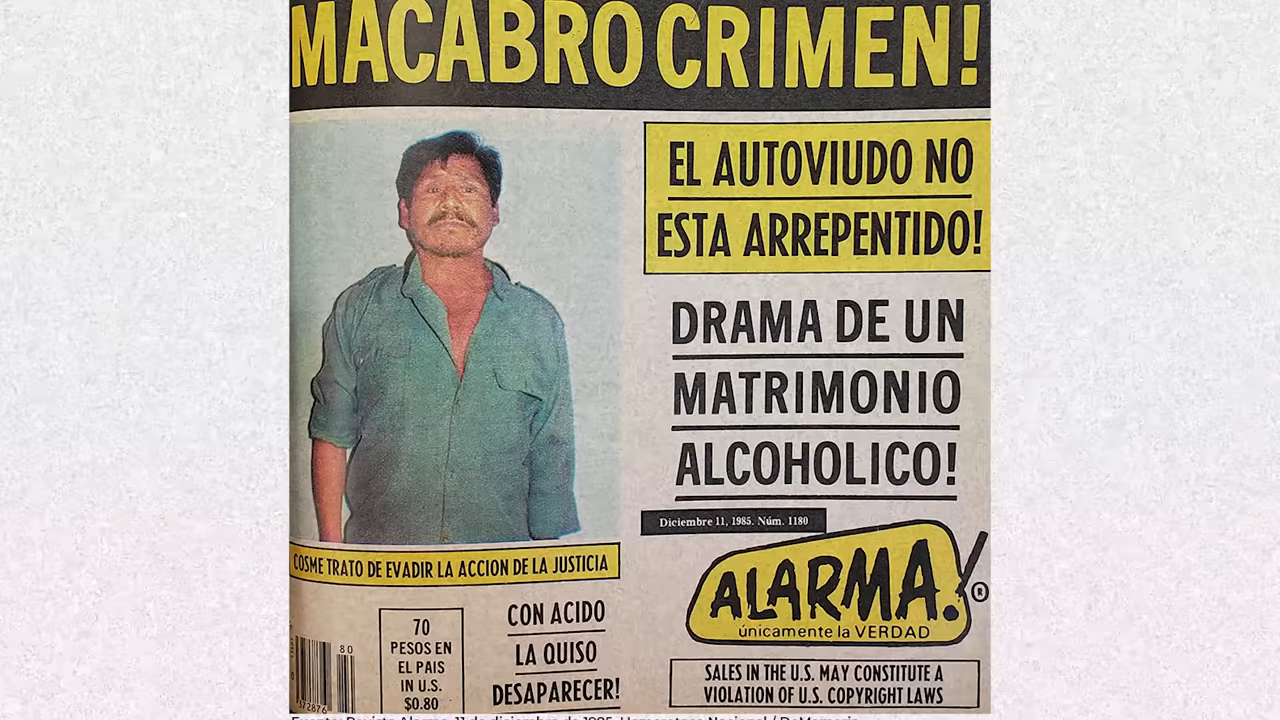 MACABRO CRIMEN!
EL AUTOVIUDO NO
ESTA ARREPENTIDO!
DRAMA DE UN
MATRIMONIO
ALCOHOLICO!
Diciembre 11, 1985. Núm. 1180
ALARMA!®
únicamente la VERDAD
COSME TRATO DE EVADIR LA ACCION DE LA JUSTICIA
70
PESOS EN
EL PAIS
IN U.S.
$0.80
CON ACIDO
LA QUISO
DESAPARECER!
80
372876
SALES IN THE U.S. MAY CONSTITUTE A
VIOLATION OF U.S. COPYRIGHT LAWS